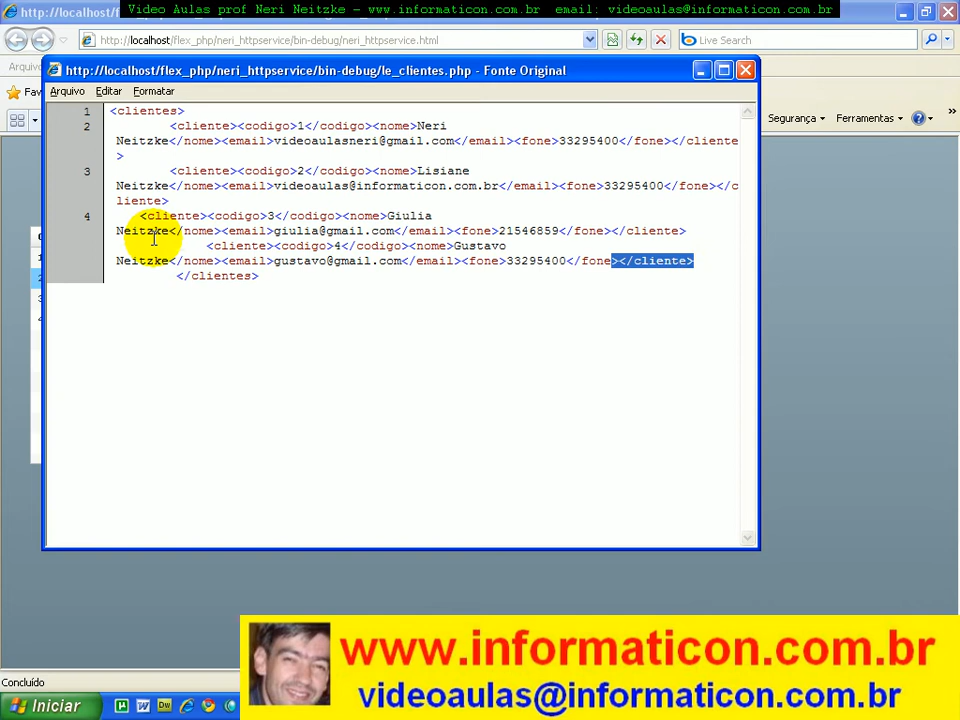 Video Aulas prof Neri Neitzke – www.informaticon.com.br email: videoaulas@informaticon.com.br
http://localhost/flex_php/neri_httpservice/bin-debug/neri_httpservice.html
Live Search
Arquivo
Fav
Segurança
Ferramentas
http://localhost/flex_php/neri_httpservice/bin-debug/le_clientes.php - Fonte Original
Arquivo Editar Formatar
1 <clientes>
2 <cliente><codigo>1</codigo><nome>Neri
Neitzke</nome><email>videoaulasneri@gmail.com</email><fone>33295400</fone></cliente
>
3 <cliente><codigo>2</codigo><nome>Lisiane
Neitzke</nome><email>videoaulas@informaticon.com.br</email><fone>33295400</fone></c
liente>
4 <cliente><codigo>3</codigo><nome>Giulia
Neitzke</nome><email>giulia@gmail.com</email><fone>21546859</fone></cliente>
<cliente><codigo>4</codigo><nome>Gustavo
Neitzke</nome><email>gustavo@gmail.com</email><fone>33295400</fone></cliente>
</clientes>
www.informaticon.com.br
videoaulas@informaticon.com.br
Concluído
Iniciar